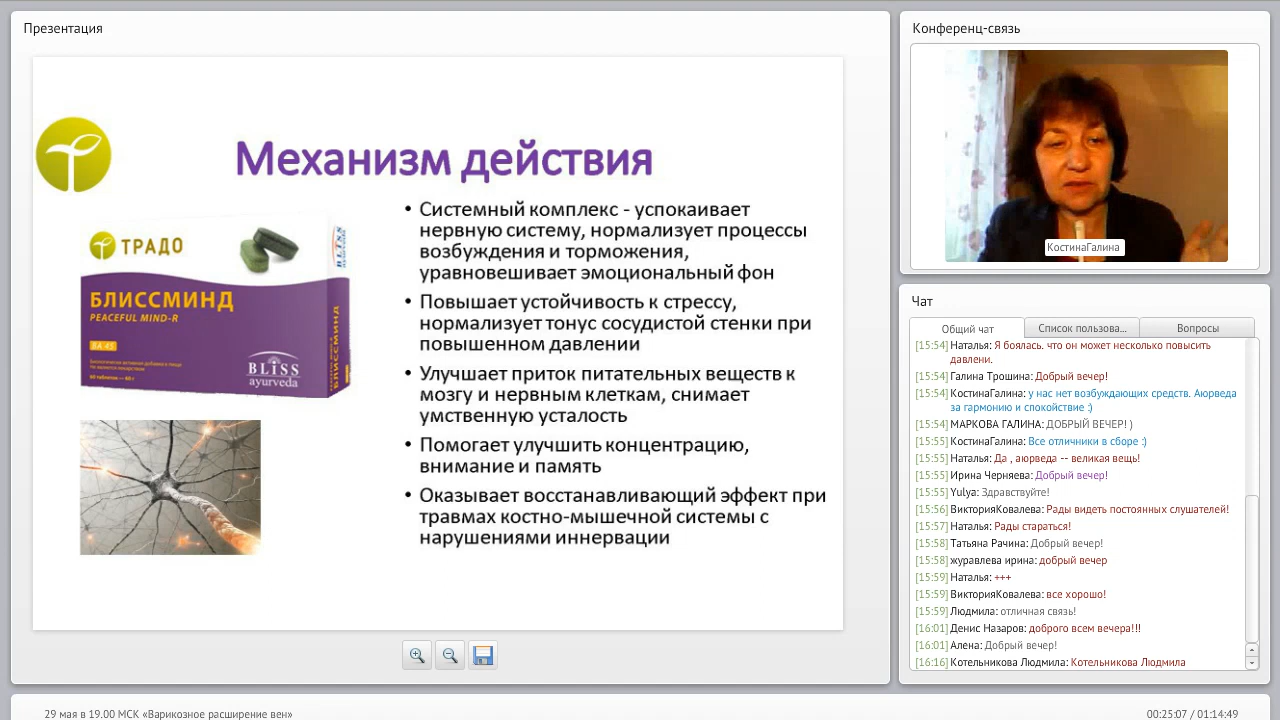 Презентация
Механизм действия
ТРАДО
BLISS
БЛИССМИНД
PEACEFUL MIND-R
ВА 45
60 таблеток — 60 г
BLISS
ayurveda
БЛИССМИНД
• Системный комплекс - успокаивает
нервную систему, нормализует процессы
возбуждения и торможения,
уравновешивает эмоциональный фон
• Повышает устойчивость к стрессу,
нормализует тонус сосудистой стенки при
повышенном давлении
• Улучшает приток питательных веществ к
мозгу и нервным клеткам, снимает
умственную усталость
• Помогает улучшить концентрацию,
внимание и память
• Оказывает восстанавливающий эффект при
травмах костно-мышечной системы с
нарушениями иннервации
Конференц-связь
КостинаГалина
Чат
Общий чат
Список пользова...
Вопросы
[15:54] Наталья: Я боялась. что он может несколько повысить
давлени.
[15:54] Галина Трошина: Добрый вечер!
[15:54] КостинаГалина: у нас нет возбуждающих средств. Аюрведа
за гармонию и спокойствие :)
[15:54] МАРКОВА ГАЛИНА: ДОБРЫЙ ВЕЧЕР! )
[15:55] КостинаГалина: Все отличники в сборе :)
[15:55] Наталья: Да , аюрведа -- великая вещь!
[15:55] Ирина Черняева: Добрый вечер!
[15:55] Yulya: Здравствуйте!
[15:56] ВикторияКовалева: Рады видеть постоянных слушателей!
[15:57] Наталья: Рады стараться!
[15:58] Татьяна Рачина: Добрый вечер!
[15:58] журавлева ирина: добрый вечер
[15:59] Наталья: +++
[15:59] ВикторияКовалева: все хорошо!
[15:59] Людмила: отличная связь!
[16:01] Денис Назаров: доброго всем вечера!!!
[16:01] Алена: Добрый вечер!
[16:16] Котельникова Людмила: Котельникова Людмила
29 мая в 19.00 МСК «Варикозное расширение вен»
00:25:07 / 01:14:49